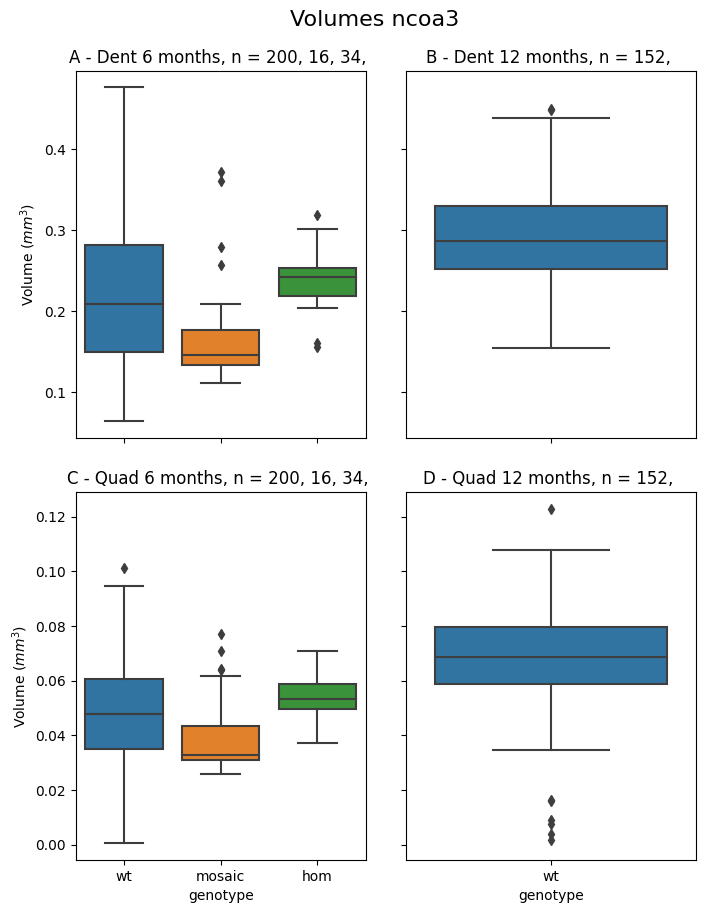 Volumes ncoa3
A - Dent 6 months, n = 200, 16, 34,
B - Dent 12 months, n = 152,
0.4
0.3
0.2
0.1
Volume (mm³)
C - Quad 6 months, n = 200, 16, 34,
D - Quad 12 months, n = 152,
0.12
0.10
0.08
0.06
0.04
0.02
0.00
Volume (mm³)
wt
mosaic
hom
genotype
wt
genotype